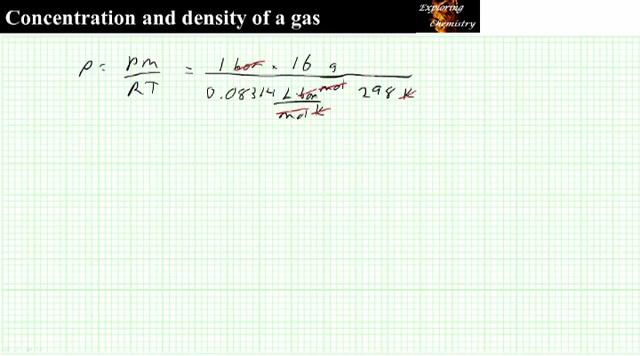 Concentration and density of a gas
Exploring
Chemistry
ρ = pM / RT = 1 bar · 16 g / 0.08314 L bar mol / mol K 298 K